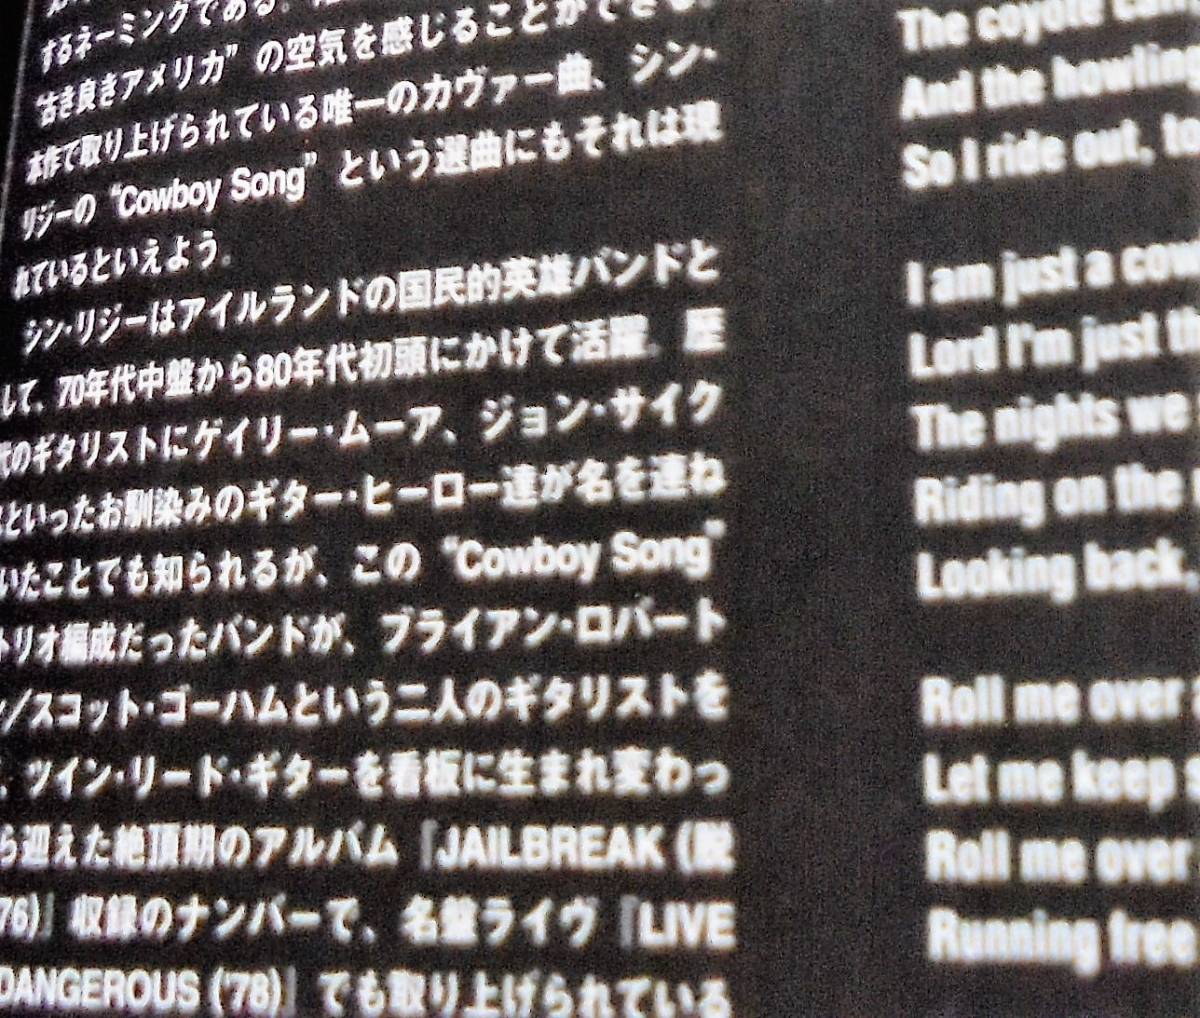 するネーミングである。
“古き良きアメリカ” の空気を感じることができる。
本作で取り上げられている唯一のカヴァー曲、シン・
リジーの “Cowboy Song” という選曲にもそれは現
れているといえよう。
シン・リジーはアイルランドの国民的英雄バンドと
して、70年代中盤から80年代初頭にかけて活躍。歴
代のギタリストにゲイリー・ムーア、ジョン・サイク
といったお馴染みのギター・ヒーロー達が名を連ね
いたことでも知られるが、この “Cowboy Song”
トリオ編成だったバンドが、ブライアン・ロバート
ン/スコット・ゴーハムという二人のギタリストを
、ツイン・リード・ギターを看板に生まれ変わっ
ら迎えた絶頂期のアルバム『JAILBREAK (脱
76)』収録のナンバーで、名盤ライヴ『LIVE
DANGEROUS ('78)』でも取り上げられている
The coyote
And the howling
So I ride out,
I am just a
Lord I'm just
The nights we
Riding on the
Looking back,
Roll me over
Let me keep
Roll me over
Running free